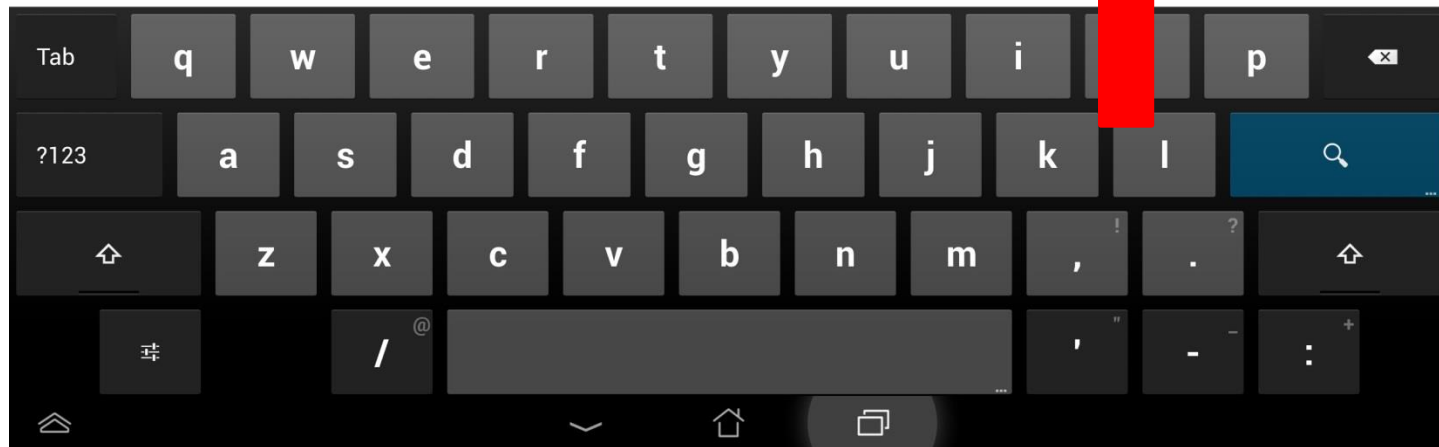 Tab q w e r t y u i p
?123 a s d f g h j k l
z x c v b n m , ! . ?
/ @ ' " - _ : +